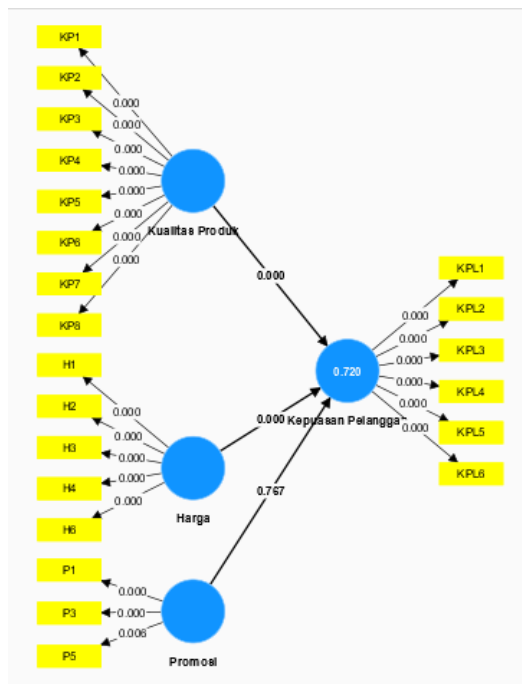 KP1
KP2
0.000
KP3
0.000
0.000
KP4
0.000
KP5
0.000
KP6
0.000
0.000
KP7
KP8
Kualitas Produk
0.000
KPL1
KPL2
0.000
0.000
KPL3
0.000
0.720
0.000
KPL4
0.000
KPL5
0.000
KPL6
Kepuasan Pelangga
H1
H2
0.000
H3
0.000
0.000
H4
0.000
H6
0.000
Harga
0.000
0.767
P1
0.000
P3
0.000
P5
0.006
Promosi